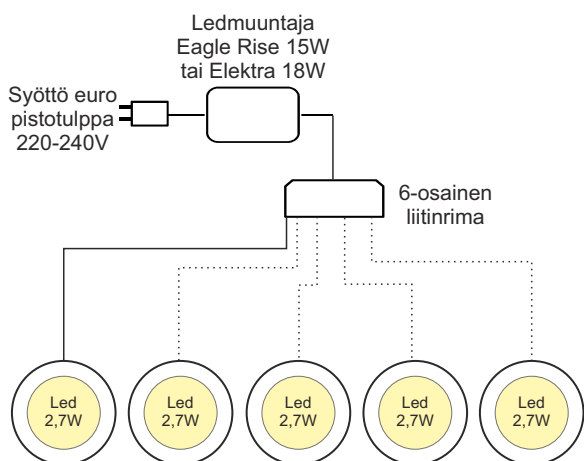 Ledmuuntaja
Eagle Rise 15W
tai Elektra 18W
Syöttö euro
pistotulppa
220-240V
6-osainen
liitinrima
Led
2,7W
Led
2,7W
Led
2,7W
Led
2,7W
Led
2,7W